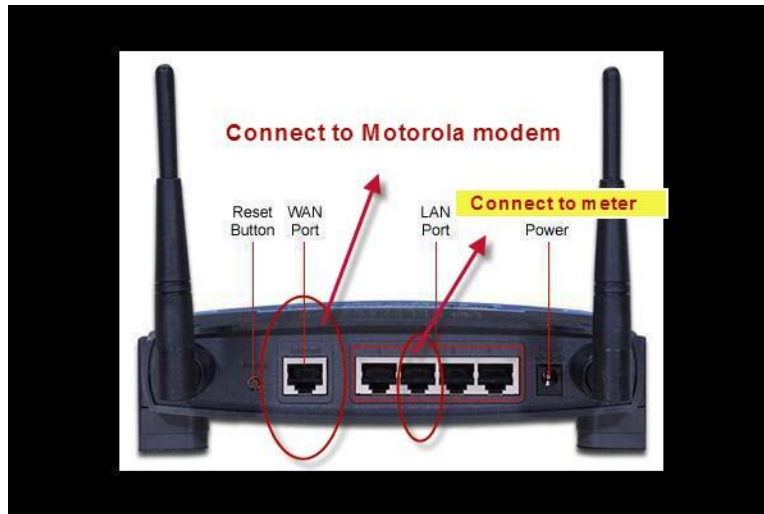 Connect to Motorola modem
Connect to meter
Reset
Button
WAN
Port
LAN
Port
Power